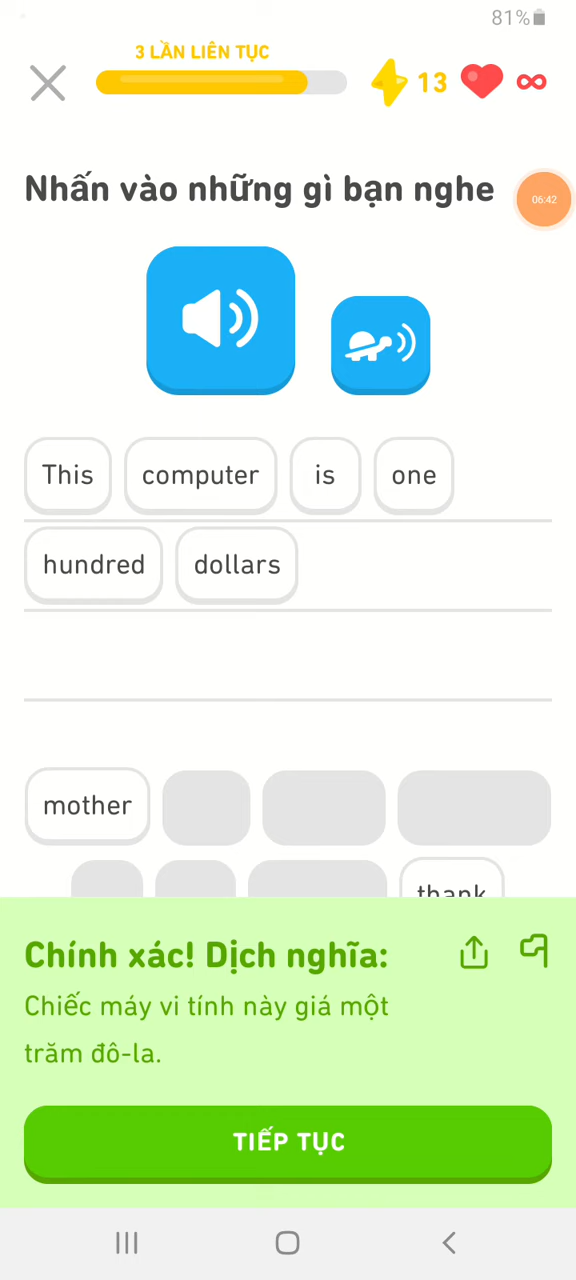 81%
3 LẦN LIÊN TỤC
13
Nhấn vào những gì bạn nghe
06:42
This computer is one
hundred dollars
mother
thank
Chính xác! Dịch nghĩa:
Chiếc máy vi tính này giá một
trăm đô-la.
TIẾP TỤC